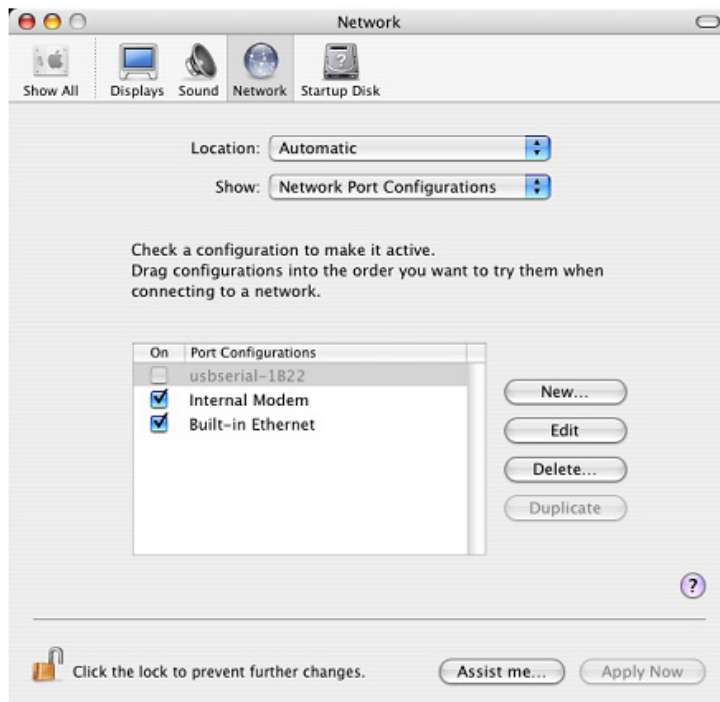 Network
Show All Displays Sound Network Startup Disk
Location: Automatic
Show: Network Port Configurations
Check a configuration to make it active.
Drag configurations into the order you want to try them when
connecting to a network.
On Port Configurations
usbserial-1B22
Internal Modem
Built-in Ethernet
New...
Edit
Delete...
Duplicate
?
Click the lock to prevent further changes.
Assist me...
Apply Now